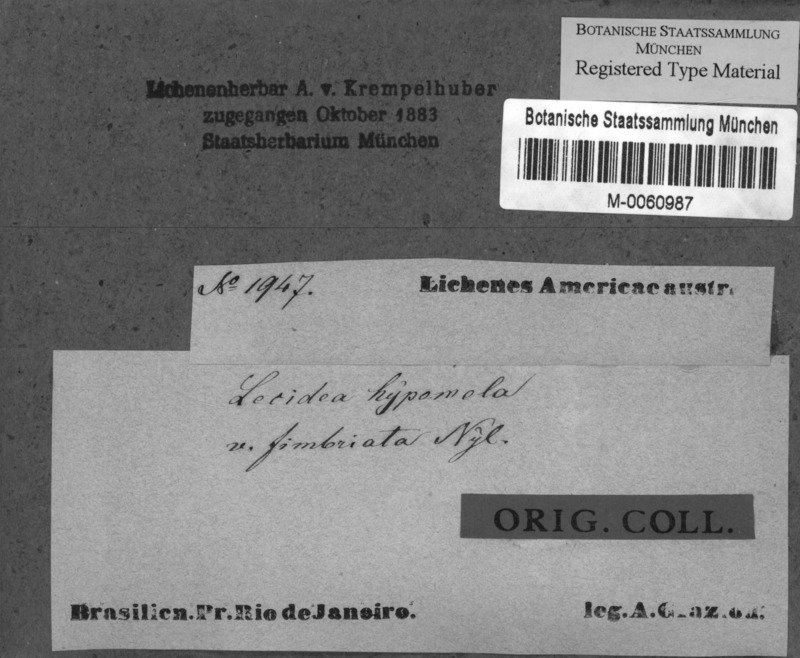 BOTANISCHE STAATSSAMMLUNG
MÜNCHEN
Registered Type Material
Lichenenherbar A. v. Krempelhuber
zugegangen Oktober 1883
Staatsherbarium München
Botanische Staatssammlung München
M-0060987
No 1947.
Lichenes Americae austr.
Lecidea hypomela
v. fimbriata Nyl.
ORIG. COLL.
Brasilien. Pr. Rio de Janeiro.
leg. A.